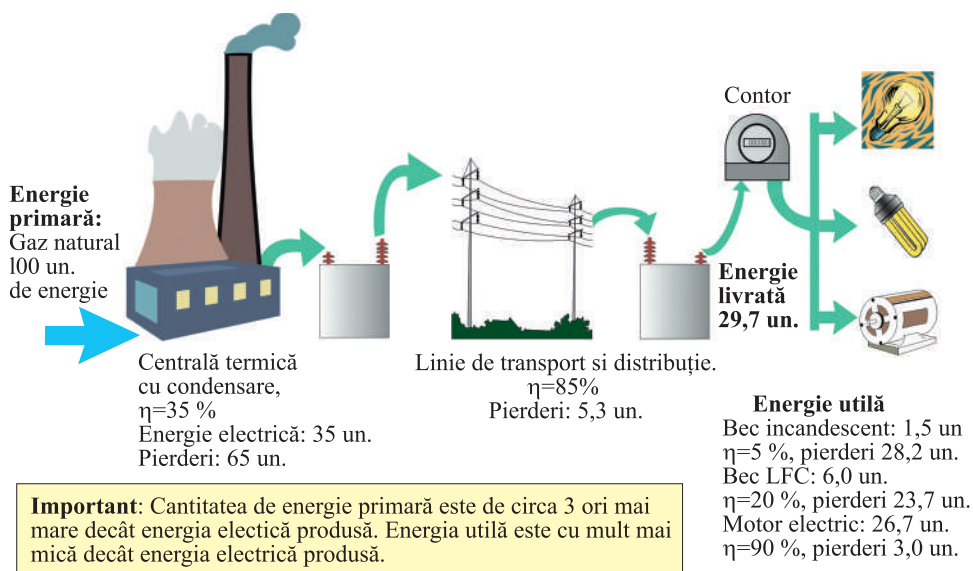 Energie
primară:
Gaz natural
l00 un.
de energie
Centrală termică
cu condensare,
η=35 %
Energie electrică: 35 un.
Pierderi: 65 un.
Linie de transport si distribuție.
η=85%
Pierderi: 5,3 un.
Contor
Energie
livrată
29,7 un.
Energie utilă
Bec incandescent: 1,5 un
η=5 %, pierderi 28,2 un.
Bec LFC: 6,0 un.
η=20 %, pierderi 23,7 un.
Motor electric: 26,7 un.
η=90 %, pierderi 3,0 un.
Important: Cantitatea de energie primară este de circa 3 ori mai
mare decât energia electică produsă. Energia utilă este cu mult mai
mică decât energia electrică produsă.